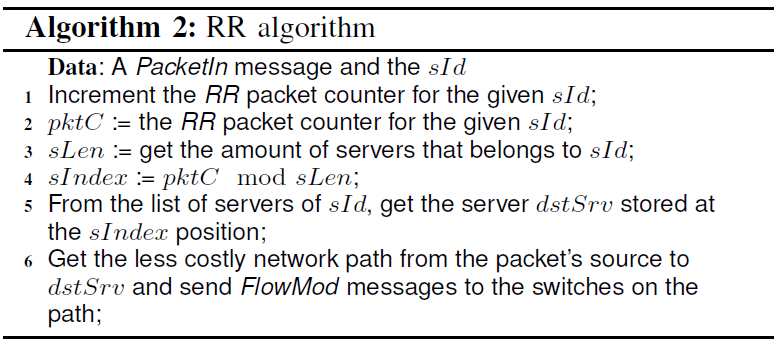 Algorithm 2: RR algorithm
Data: A PacketIn message and the sId
1 Increment the RR packet counter for the given sId;
2 pktC := the RR packet counter for the given sId;
3 sLen := get the amount of servers that belongs to sId;
4 sIndex := pktC mod sLen;
5 From the list of servers of sId, get the server dstSrv stored at
the sIndex position;
6 Get the less costly network path from the packet's source to
dstSrv and send FlowMod messages to the switches on the
path;